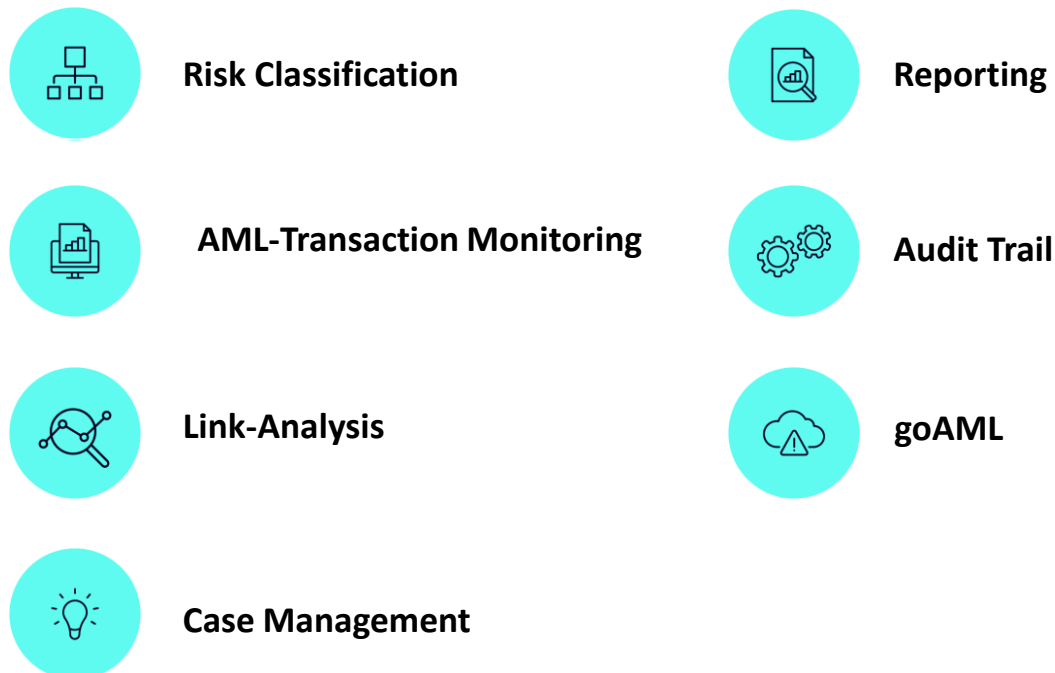 Risk Classification
AML-Transaction Monitoring
Link-Analysis
Case Management
Reporting
Audit Trail
goAML